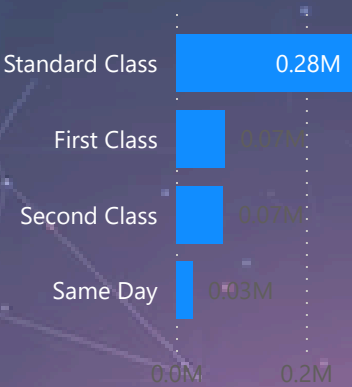 Standard Class 0.28M
First Class 0.07M
Second Class 0.07M
Same Day 0.03M
0.0M 0.2M